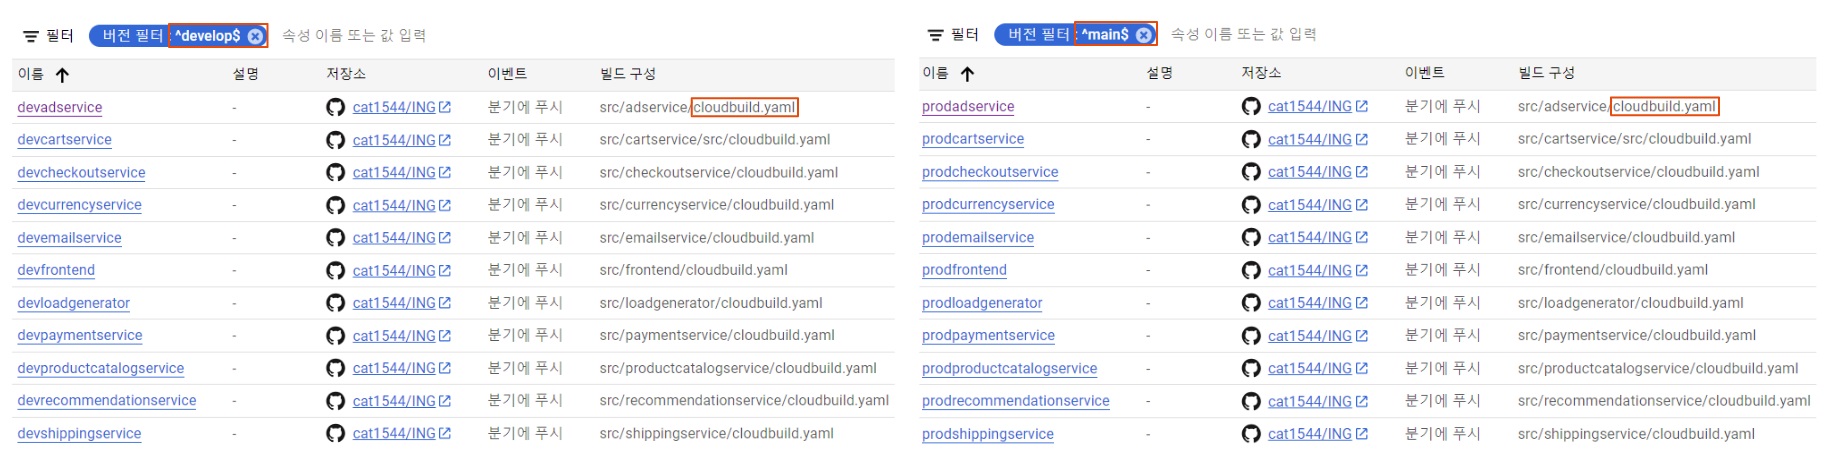 필터 버전 필터 : ^develop$ 속성 이름 또는 값 입력
이름 설명 저장소 이벤트 빌드 구성
devadservice - cat1544/ING 분기에 푸시 src/adservice/cloudbuild.yaml
devcartservice - cat1544/ING 분기에 푸시 src/cartservice/src/cloudbuild.yaml
devcheckoutservice - cat1544/ING 분기에 푸시 src/checkoutservice/cloudbuild.yaml
devcurrencyservice - cat1544/ING 분기에 푸시 src/currencyservice/cloudbuild.yaml
devemailservice - cat1544/ING 분기에 푸시 src/emailservice/cloudbuild.yaml
devfrontend - cat1544/ING 분기에 푸시 src/frontend/cloudbuild.yaml
devloadgenerator - cat1544/ING 분기에 푸시 src/loadgenerator/cloudbuild.yaml
devpaymentservice - cat1544/ING 분기에 푸시 src/paymentservice/cloudbuild.yaml
devproductcatalogservice - cat1544/ING 분기에 푸시 src/productcatalogservice/cloudbuild.yaml
devrecommendationservice - cat1544/ING 분기에 푸시 src/recommendationservice/cloudbuild.yaml
devshippingservice - cat1544/ING 분기에 푸시 src/shippingservice/cloudbuild.yaml
필터 버전 필터 : ^main$ 속성 이름 또는 값 입력
이름 설명 저장소 이벤트 빌드 구성
prodadservice - cat1544/ING 분기에 푸시 src/adservice/cloudbuild.yaml
prodcartservice - cat1544/ING 분기에 푸시 src/cartservice/src/cloudbuild.yaml
prodcheckoutservice - cat1544/ING 분기에 푸시 src/checkoutservice/cloudbuild.yaml
prodcurrencyservice - cat1544/ING 분기에 푸시 src/currencyservice/cloudbuild.yaml
prodemailservice - cat1544/ING 분기에 푸시 src/emailservice/cloudbuild.yaml
prodfrontend - cat1544/ING 분기에 푸시 src/frontend/cloudbuild.yaml
prodloadgenerator - cat1544/ING 분기에 푸시 src/loadgenerator/cloudbuild.yaml
prodpaymentservice - cat1544/ING 분기에 푸시 src/paymentservice/cloudbuild.yaml
prodproductcatalogservice - cat1544/ING 분기에 푸시 src/productcatalogservice/cloudbuild.yaml
prodrecommendationservice - cat1544/ING 분기에 푸시 src/recommendationservice/cloudbuild.yaml
prodshippingservice - cat1544/ING 분기에 푸시 src/shippingservice/cloudbuild.yaml